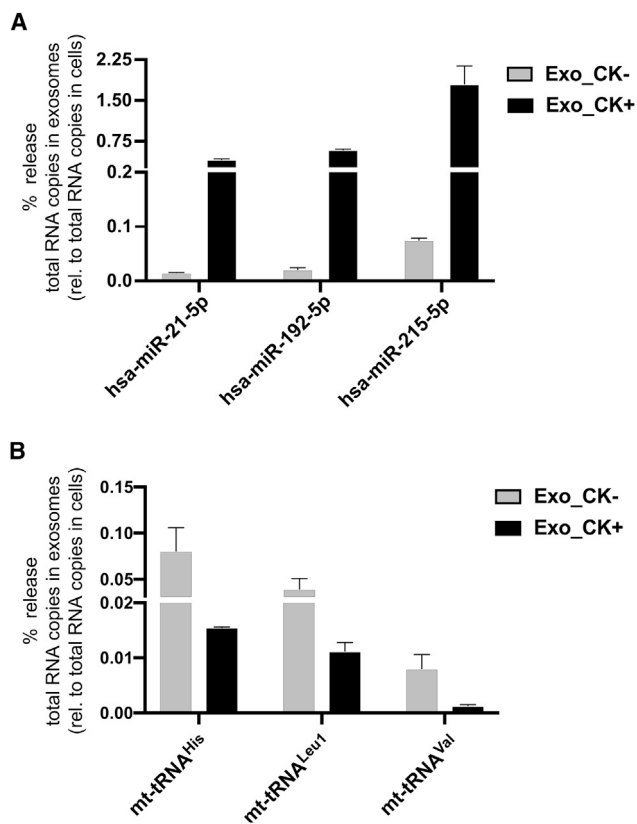 A
% release
total RNA copies in exosomes
(rel. to total RNA copies in cells)
2.25
1.50
0.75
0.2
0.1
0.0
Exo_CK-
Exo_CK+
hsa-miR-21-5p
hsa-miR-192-5p
hsa-miR-215-5p
B
% release
total RNA copies in exosomes
(rel. to total RNA copies in cells)
0.15
0.10
0.05
0.02
0.01
0.00
Exo_CK-
Exo_CK+
mt-tRNAHis
mt-tRNALeu1
mt-tRNAVal